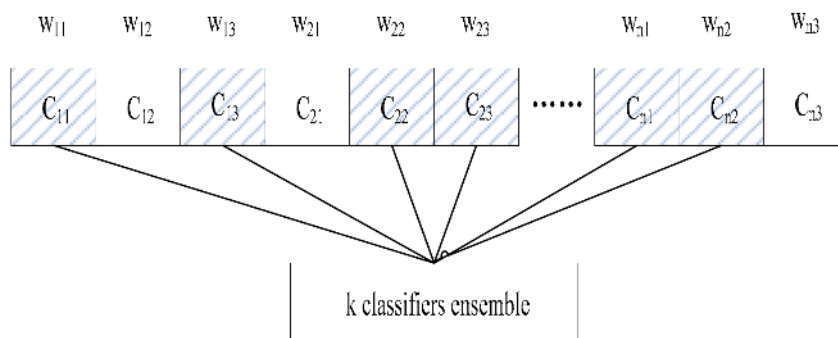 w₁₁ w₁₂ w₁₃ w₂₁ w₂₂ w₂₃ wₙ₁ wₙ₂ wₙ₃
C₁₁ C₁₂ C₁₃ C₂₁ C₂₂ C₂₃ ······ Cₙ₁ Cₙ₂ Cₙ₃
k classifiers ensemble